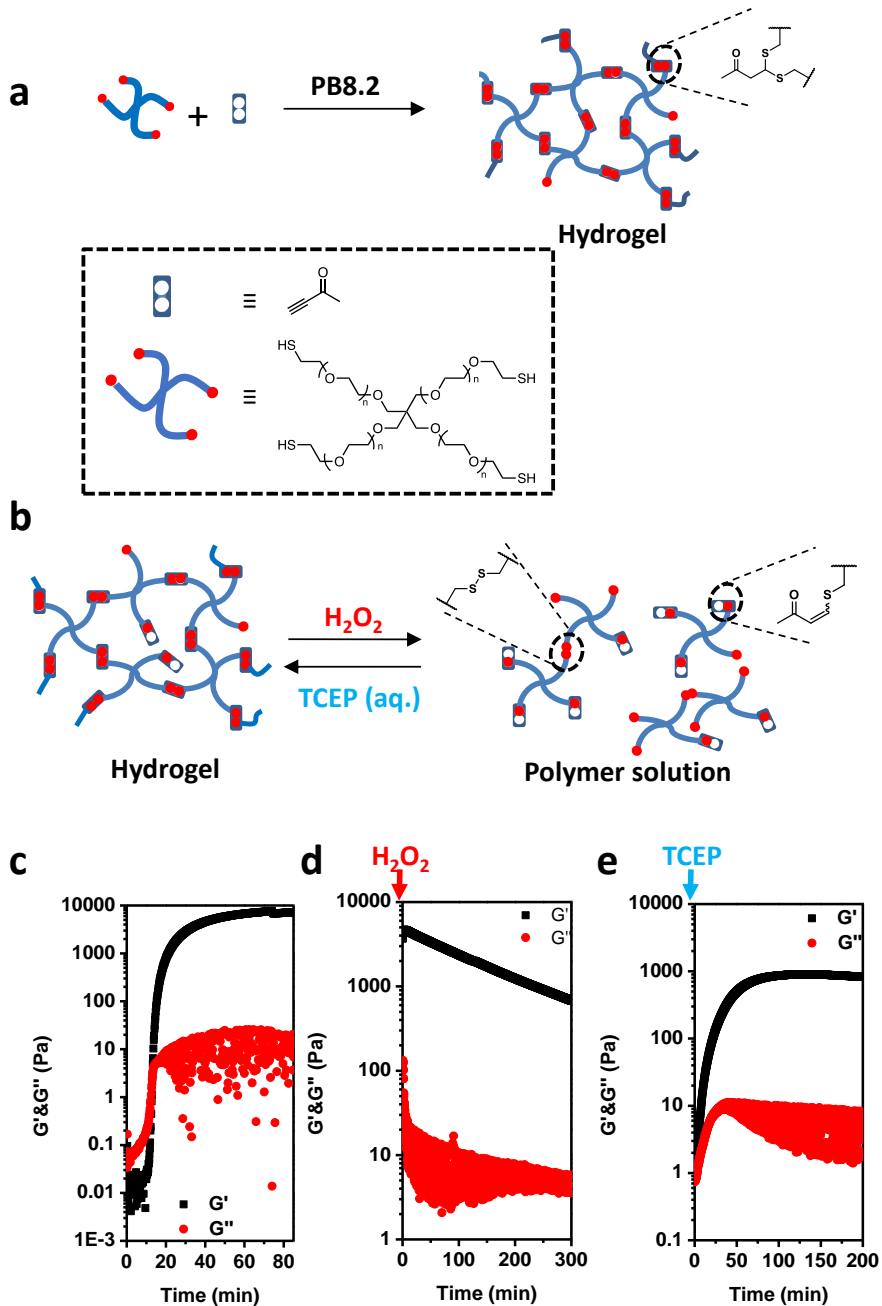 a
+
PB8.2
O
S
S
Hydrogel
≡
O
≡
HS
O
n
O
O
O
n
SH
HS
O
n
O
O
O
n
SH
b
S
S
H₂O₂
TCEP (aq.)
O
S
Hydrogel
Polymer solution
c
d
H₂O₂
e
TCEP
G'&G'' (Pa)
10000
1000
100
10
1
0.1
0.01
1E-3
G'
G''
0
20
40
60
80
Time (min)
G'&G'' (Pa)
10000
1000
100
10
1
G'
G''
0
100
200
300
Time (min)
G'&G'' (Pa)
10000
1000
100
10
1
0.1
G'
G''
0
50
100
150
200
Time (min)